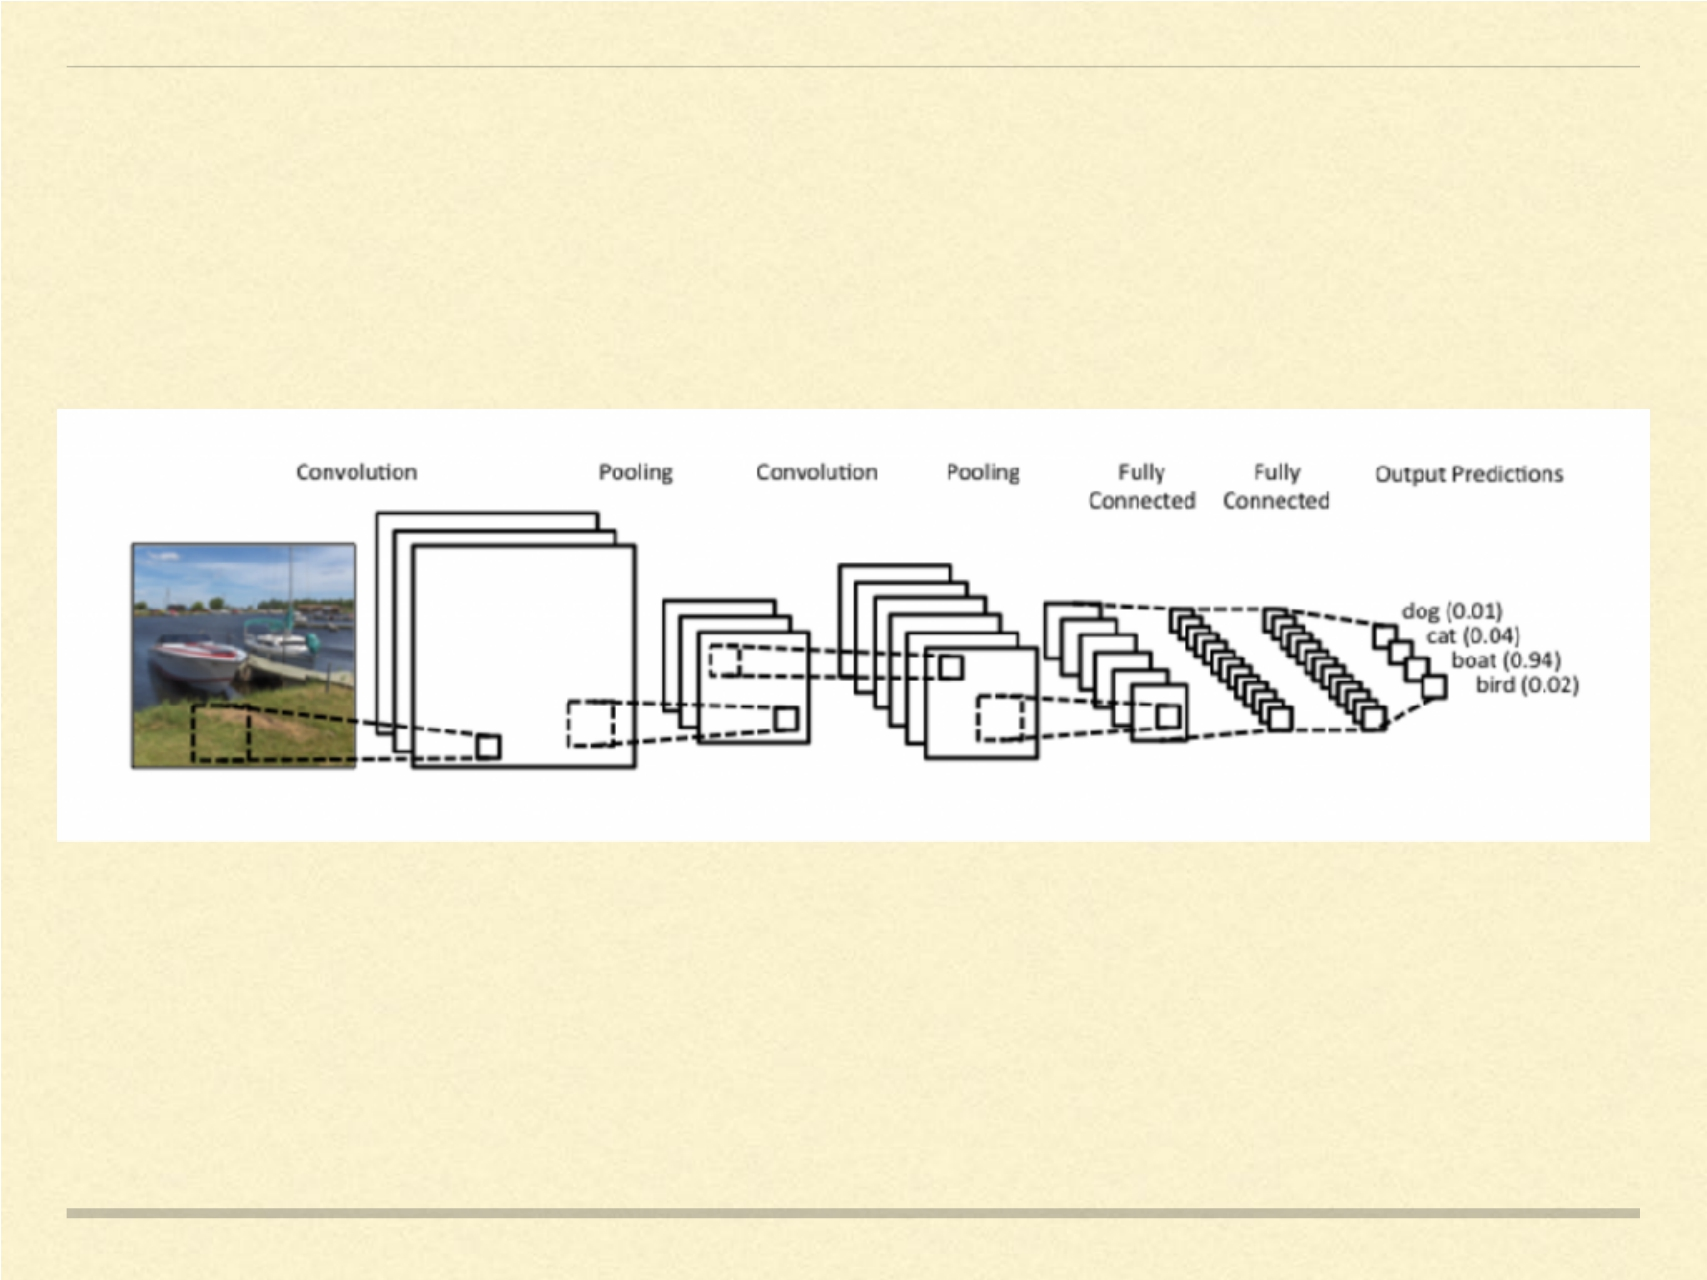 Convolution
Pooling
Convolution
Pooling
Fully
Connected
Fully
Connected
Output Predictions
dog (0.01)
cat (0.04)
boat (0.94)
bird (0.02)